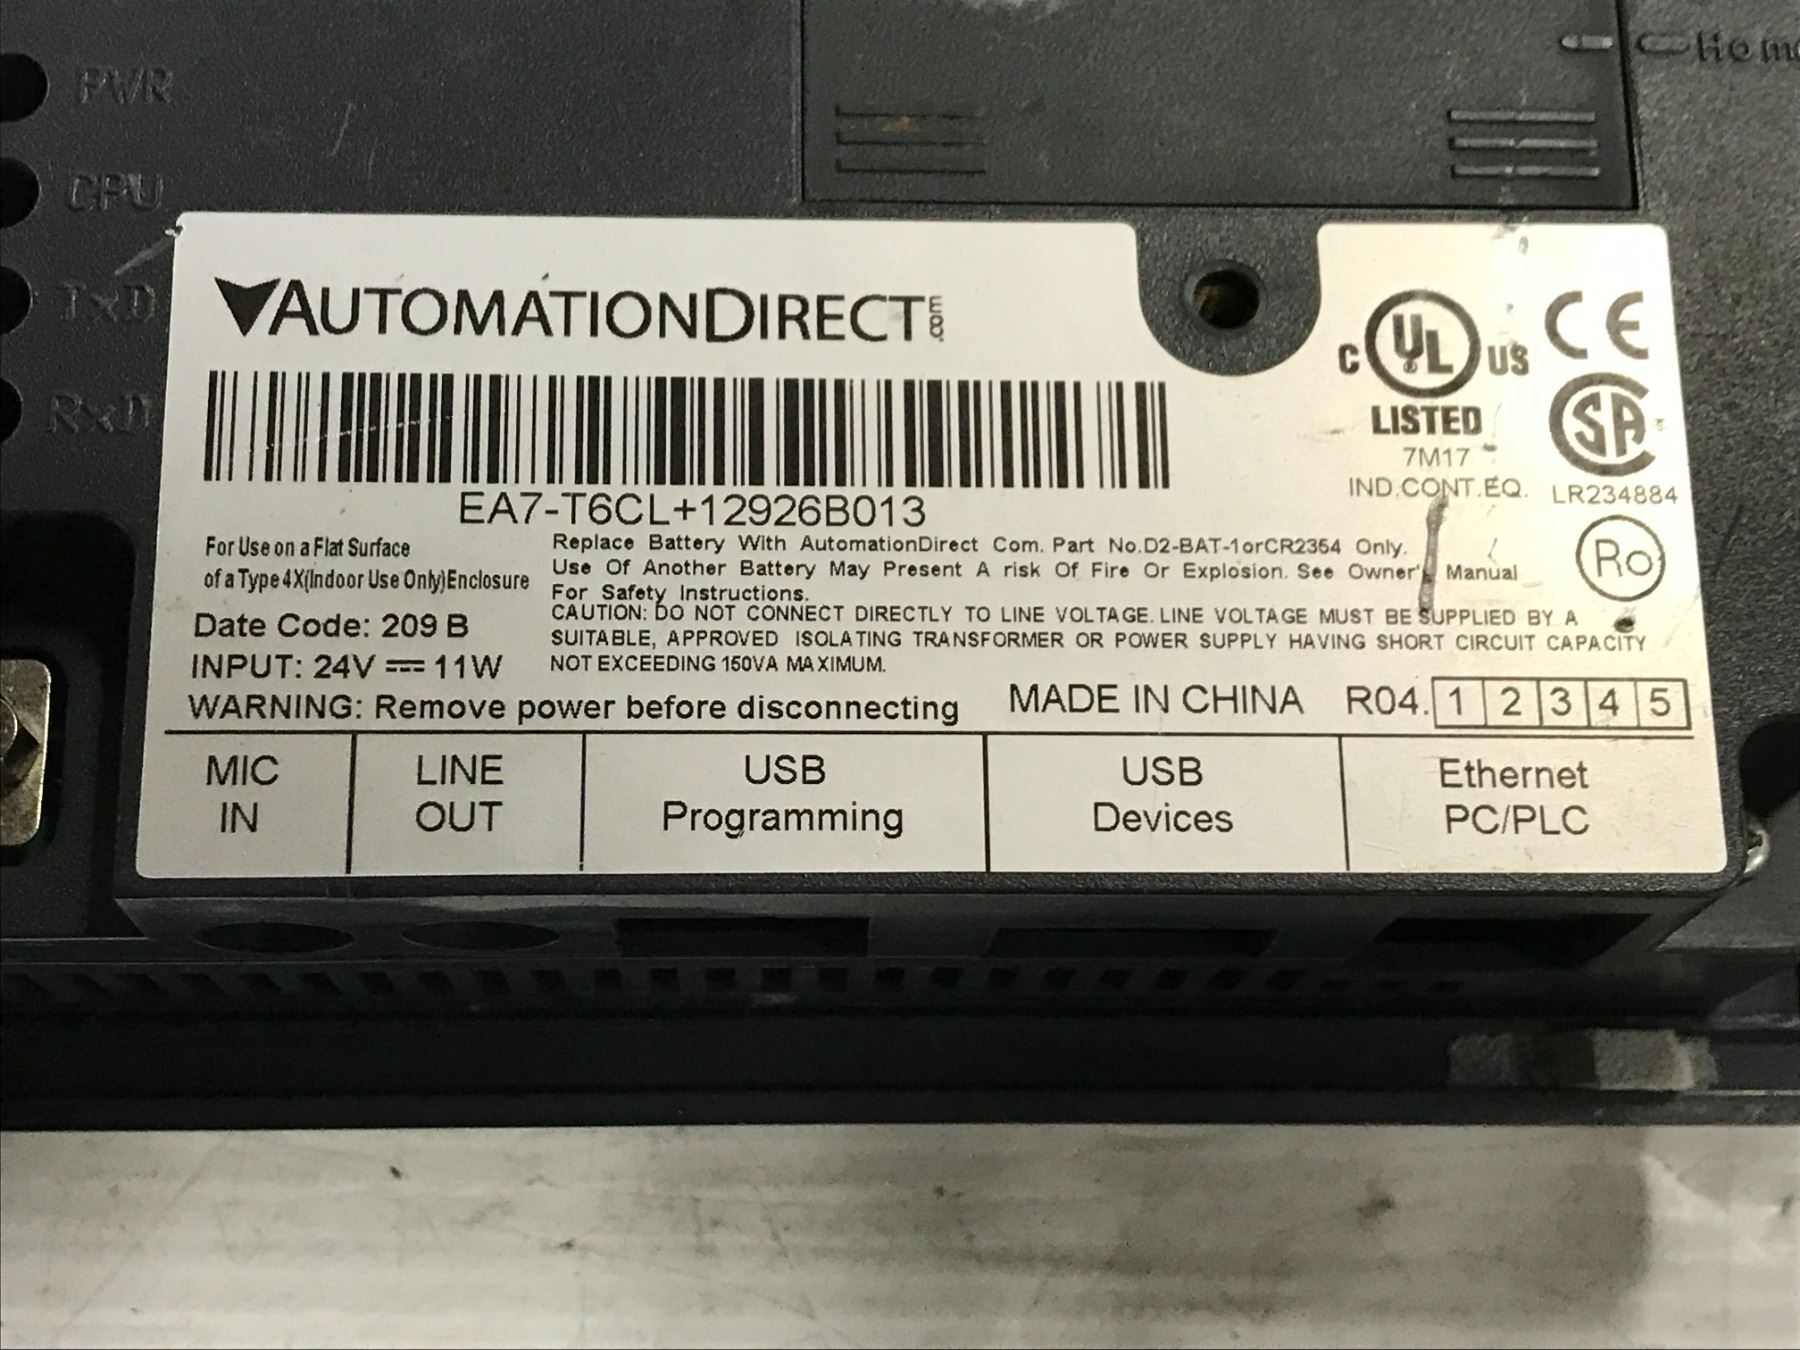 PWR
CPU
TxD
RxD
Home
AUTOMATIONDIRECT.COM
EA7-T6CL+12926B013
C UL US
LISTED
7M17
IND.CONT.EQ.
CE
SA
LR234884
Ro
For Use on a Flat Surface
of a Type 4X(Indoor Use Only)Enclosure
Date Code: 209 B
INPUT: 24V 11W
Replace Battery With AutomationDirect Com. Part No.D2-BAT-1orCR2354 Only.
Use Of Another Battery May Present A risk Of Fire Or Explosion. See Owner's Manual
For Safety Instructions.
CAUTION: DO NOT CONNECT DIRECTLY TO LINE VOLTAGE. LINE VOLTAGE MUST BE SUPPLIED BY A
SUITABLE, APPROVED ISOLATING TRANSFORMER OR POWER SUPPLY HAVING SHORT CIRCUIT CAPACITY
NOT EXCEEDING 150VA MAXIMUM.
WARNING: Remove power before disconnecting
MADE IN CHINA R04. 1 2 3 4 5
MIC IN
LINE OUT
USB Programming
USB Devices
Ethernet PC/PLC